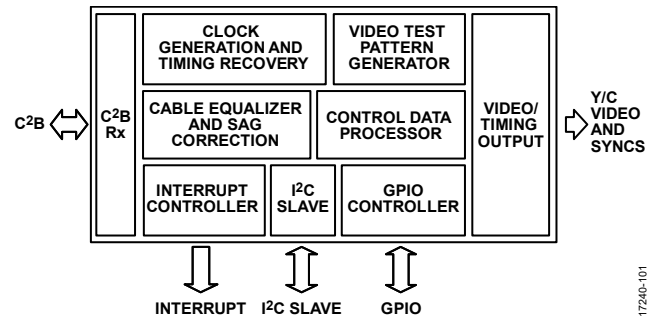 CLOCK
GENERATION AND
TIMING RECOVERY
VIDEO TEST
PATTERN
GENERATOR
C²B
C²B
Rx
CABLE EQUALIZER
AND SAG
CORRECTION
CONTROL DATA
PROCESSOR
VIDEO/
TIMING
OUTPUT
Y/C
VIDEO
AND
SYNCS
INTERRUPT
CONTROLLER
I²C
SLAVE
GPIO
CONTROLLER
INTERRUPT
I²C SLAVE
GPIO
17240-101